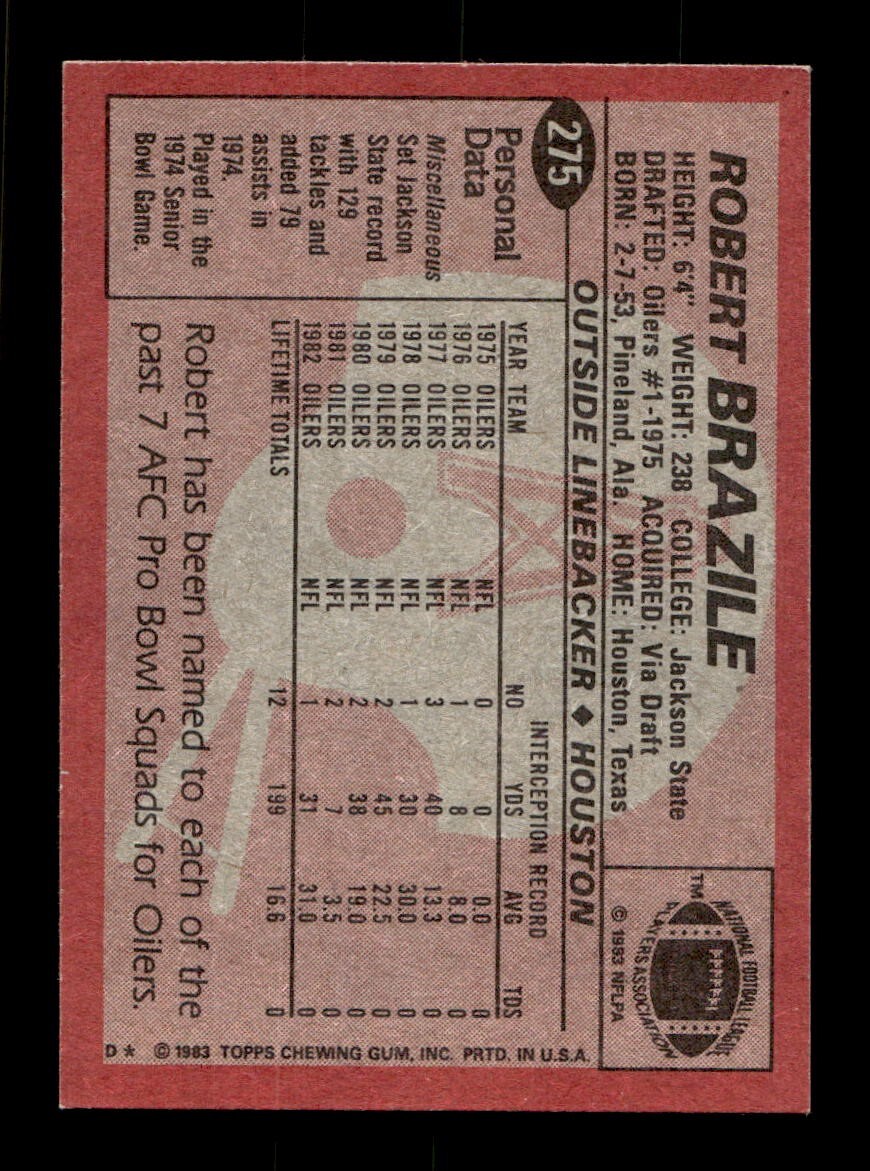 ROBERT BRAZILE
HEIGHT: 6'4" WEIGHT: 238 COLLEGE: Jackson State
DRAFTED: Oilers #1-1975 ACQUIRED: Via Draft
BORN: 2-7-53, Pineland, Ala. HOME: Houston, Texas
NATIONAL FOOTBALL LEAGUE
PLAYERS ASSOCIATION
TM
© 1983 NFLPA
275
OUTSIDE LINEBACKER ♦ HOUSTON
Personal
Data
Miscellaneous
Set Jackson
State record
with 129
tackles and
added 79
assists in
1974.
Played in the
1974 Senior
Bowl Game.
INTERCEPTION RECORD
YEAR TEAM NO YDS AVG TDS
1975 OILERS NFL 0 0 0.0 0
1976 OILERS NFL 1 8 8.0 0
1977 OILERS NFL 3 40 13.3 0
1978 OILERS NFL 1 30 30.0 0
1979 OILERS NFL 2 45 22.5 0
1980 OILERS NFL 2 38 19.0 0
1981 OILERS NFL 2 7 3.5 0
1982 OILERS NFL 1 31 31.0 0
LIFETIME TOTALS 12 199 16.6 0
Robert has been named to each of the
past 7 AFC Pro Bowl Squads for Oilers.
D* © 1983 TOPPS CHEWING GUM, INC. PRTD. IN U.S.A.